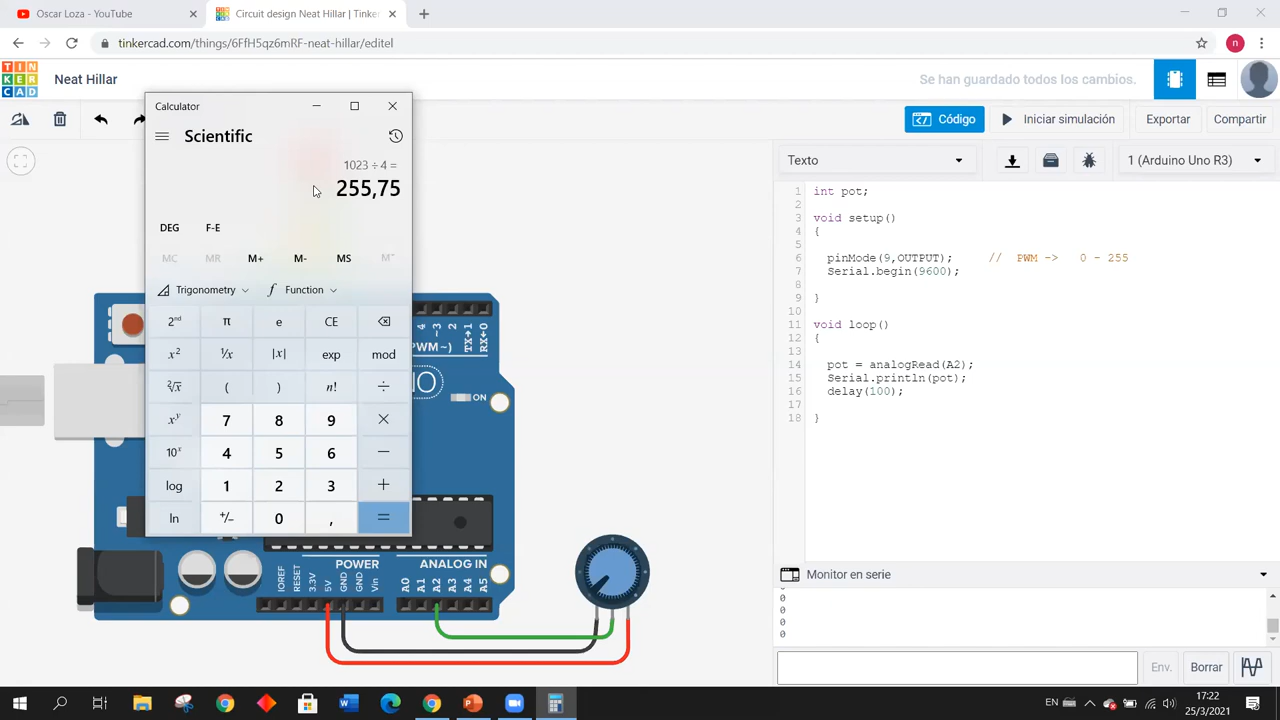 Oscar Loza - YouTube
Circuit design Neat Hillar | Tinker
tinkercad.com/things/6FfH5qz6mRF-neat-hillar/editel
n
TIN
KER
CAD
Neat Hillar
Se han guardado todos los cambios.
Código
Iniciar simulación
Exportar
Compartir
Calculator
Scientific
1023 ÷ 4 =
255,75
DEG
F-E
MC
MR
M+
M-
MS
Trigonometry
Function
2nd
π
e
CE
x²
¹/x
|x|
exp
mod
²√x
(
)
n!
÷
xʸ
7
8
9
×
10ˣ
4
5
6
−
log
1
2
3
+
ln
+/−
0
,
=
Texto
1 (Arduino Uno R3)
1 int pot;
2
3 void setup()
4 {
5
6 pinMode(9,OUTPUT); // PWM -> 0 - 255
7 Serial.begin(9600);
8
9 }
10
11 void loop()
12 {
13
14 pot = analogRead(A2);
15 Serial.println(pot);
16 delay(100);
17
18 }
4
~3
2
TX→1
RX←0
PWM~)
ON
POWER
ANALOG IN
IOREF
RESET
3.3V
5V
GND
GND
Vin
A0
A1
A2
A3
A4
A5
Monitor en serie
0
0
0
0
Env.
Borrar
EN
17:22
25/3/2021